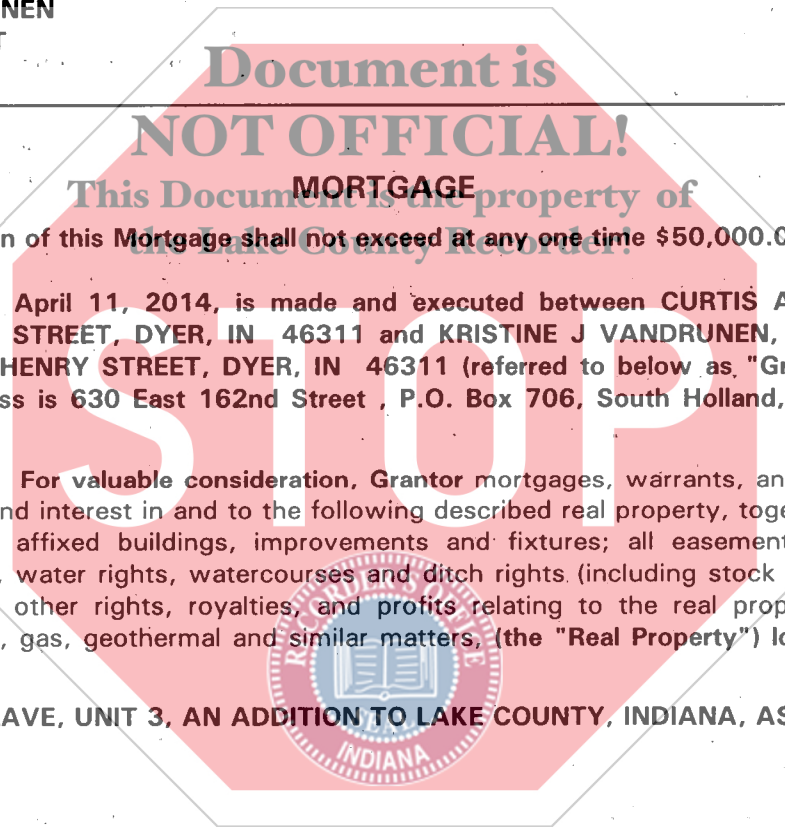 NEN
T
Document is
NOT OFFICIAL!
MORTGAGE
This Document is the property of
n of this Mortgage shall not exceed at any one time $50,000.0
the Lake County Recorder!
April 11, 2014, is made and executed between CURTIS A
STREET, DYER, IN 46311 and KRISTINE J VANDRUNEN,
HENRY STREET, DYER, IN 46311 (referred to below as "Gr
ss is 630 East 162nd Street , P.O. Box 706, South Holland,
STOP
For valuable consideration, Grantor mortgages, warrants, an
nd interest in and to the following described real property, toge
affixed buildings, improvements and fixtures; all easement
, water rights, watercourses and ditch rights (including stock
other rights, royalties, and profits relating to the real prop
, gas, geothermal and similar matters, (the "Real Property") lo
RECORDER'S OFFICE
AVE, UNIT 3, AN ADDITION TO LAKE COUNTY, INDIANA, AS
INDIANA